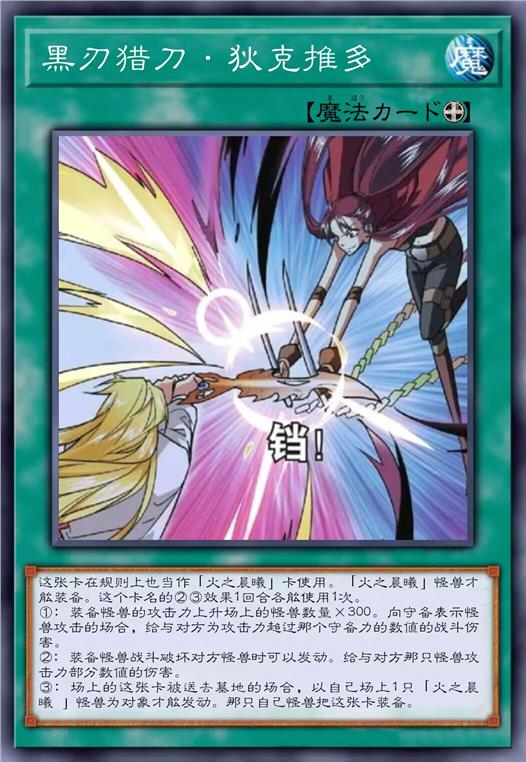 黑刃猎刀·狄克推多
魔
【魔法カード】
まほう
铛!
这张卡在规则上也当作「火之晨曦」卡使用。「火之晨曦」怪兽才
能装备。这个卡名的②③效果1回合各能使用1次。
①：装备怪兽的攻击力上升场上的怪兽数量×300。向守备表示怪
兽攻击的场合，给与对方为攻击力超过那个守备力的数值的战斗伤
害。
②：装备怪兽战斗破坏对方怪兽时可以发动。给与对方那只怪兽攻
击力部分数值的伤害。
③：场上的这张卡被送去墓地的场合，以自己场上1只「火之晨
曦 」怪兽为对象才能发动。那只自己怪兽把这张卡装备。